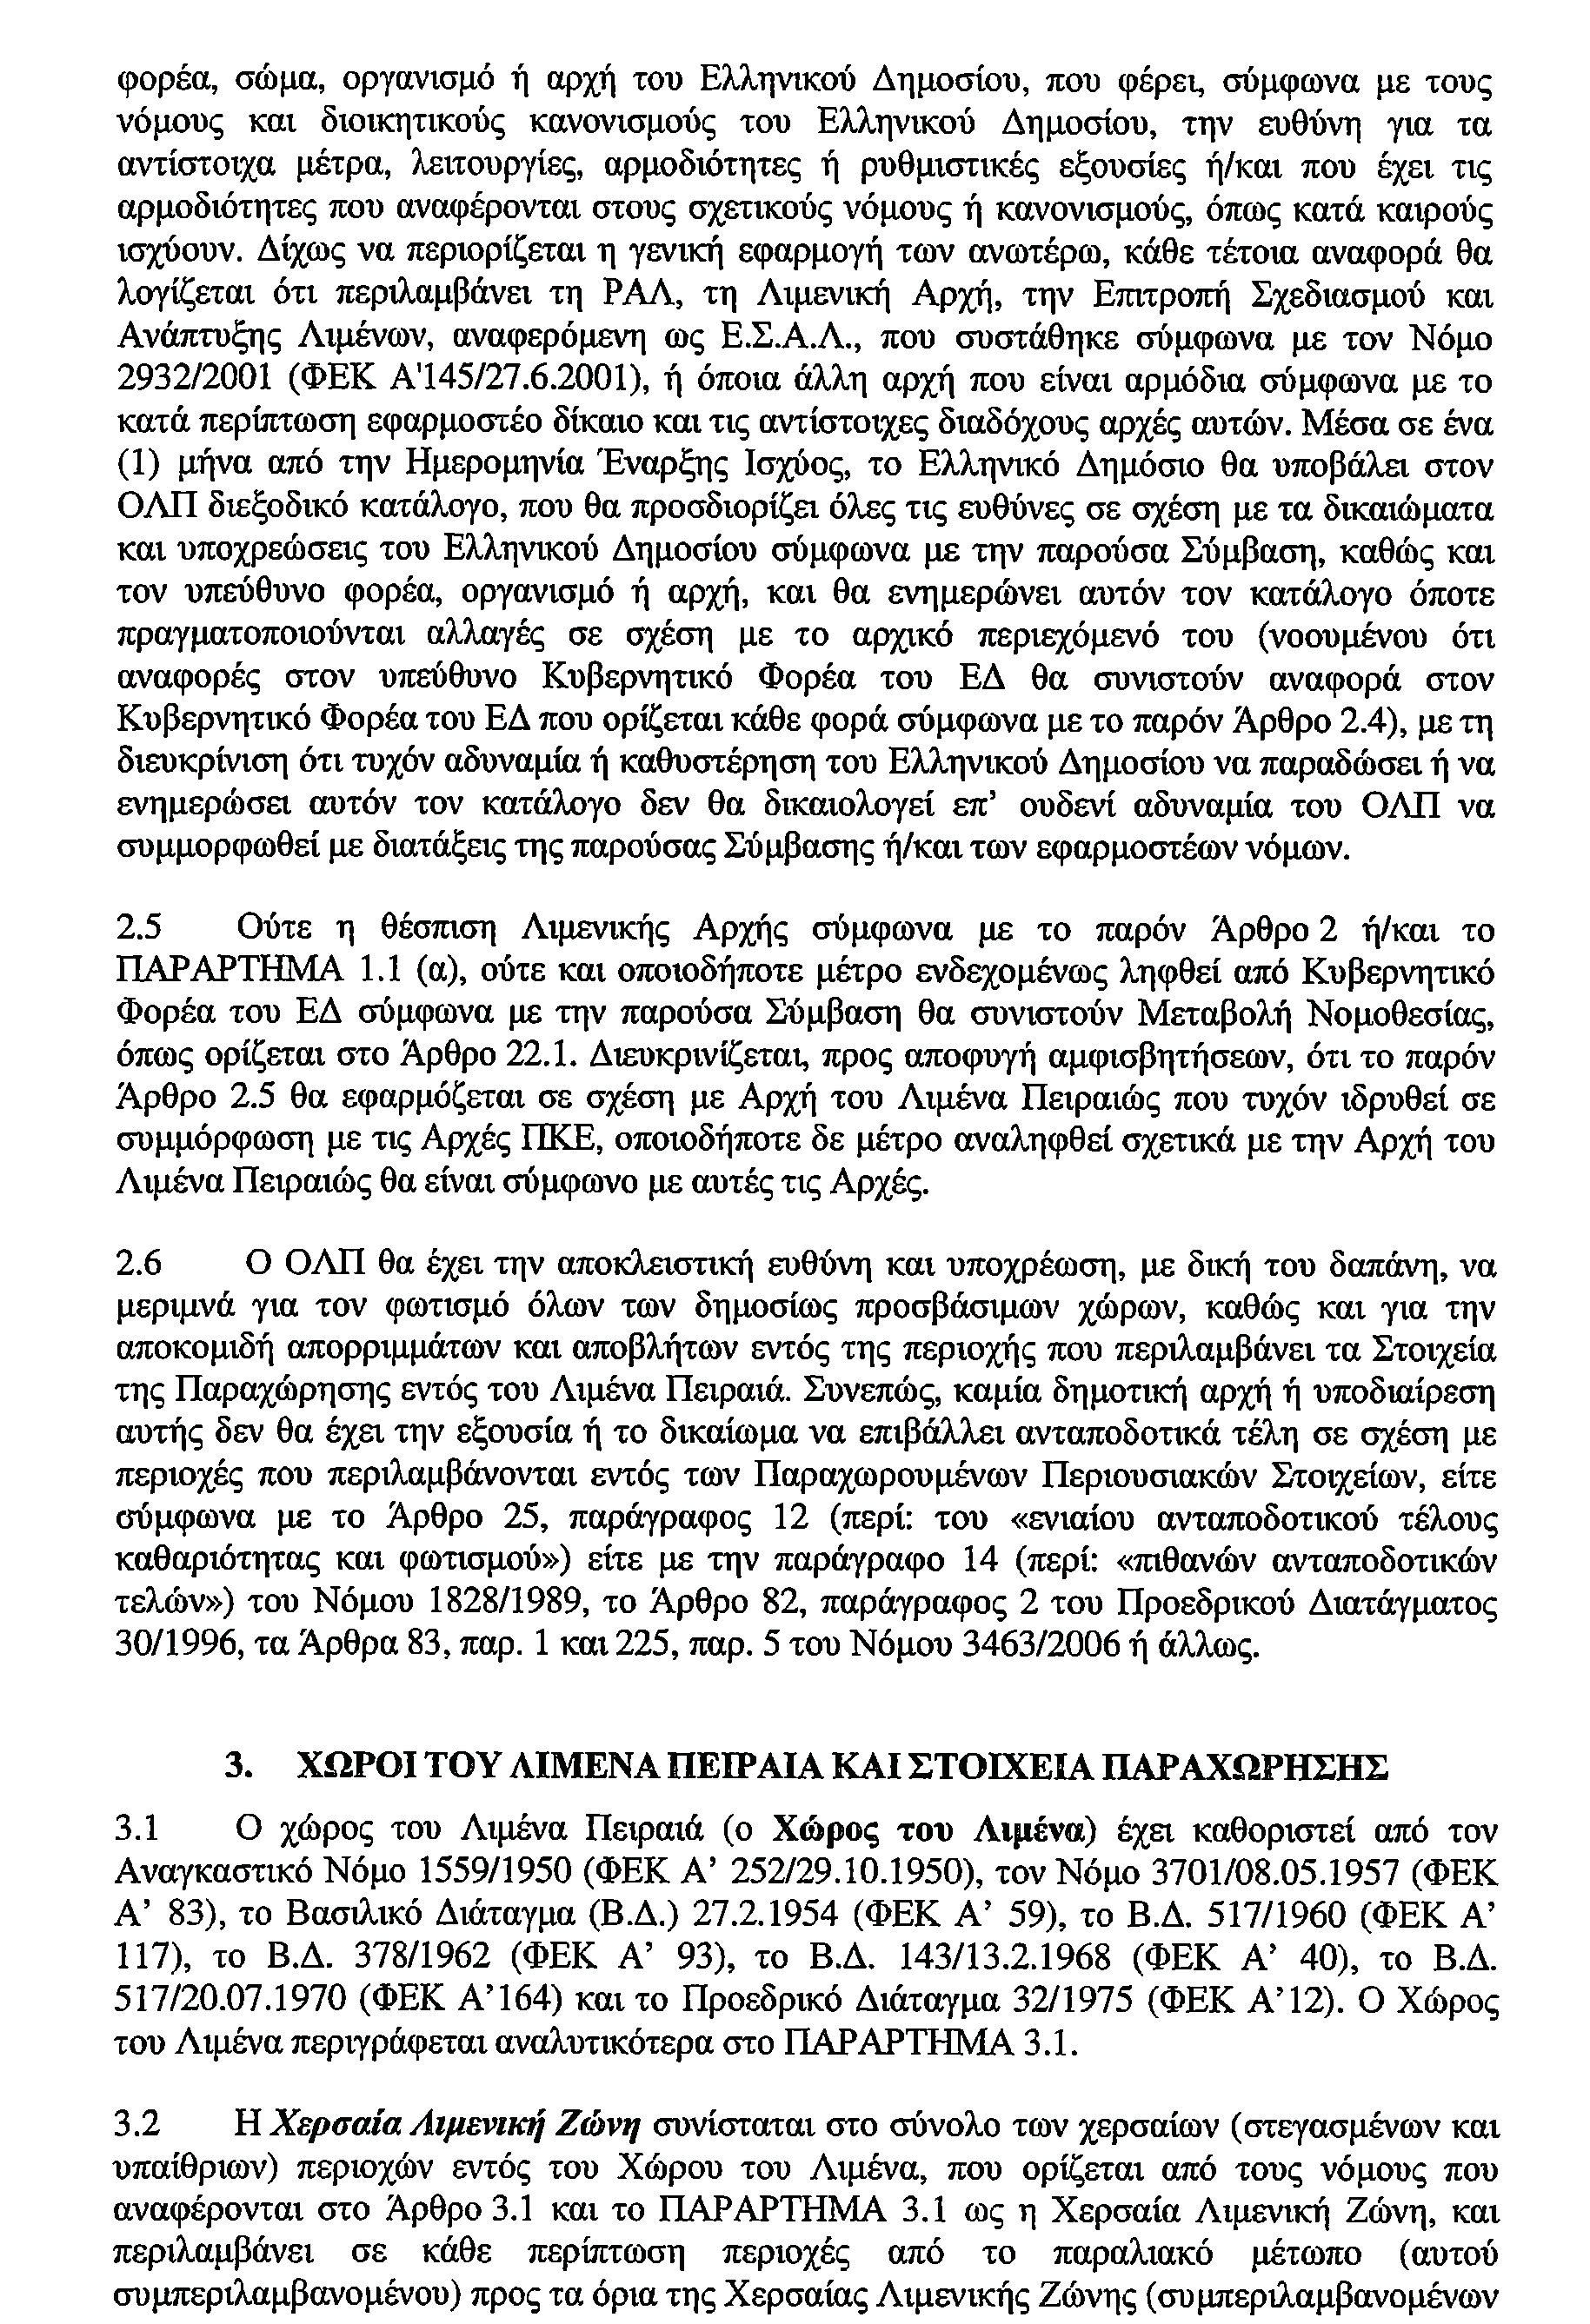 φορέα, σώμα, οργανισμό ή αρχή του Ελληνικού Δημοσίου, που φέρει, σύμφωνα με τους
νόμους και διοικητικούς κανονισμούς του Ελληνικού Δημοσίου, την ευθύνη για τα
αντίστοιχα μέτρα, λειτουργίες, αρμοδιότητες ή ρυθμιστικές εξουσίες ή/και που έχει τις
αρμοδιότητες που αναφέρονται στους σχετικούς νόμους ή κανονισμούς, όπως κατά καιρούς
ισχύουν. Δίχως να περιορίζεται η γενική εφαρμογή των ανωτέρω, κάθε τέτοια αναφορά θα
λογίζεται ότι περιλαμβάνει τη ΡΑΛ, τη Λιμενική Αρχή, την Επιτροπή Σχεδιασμού και
Ανάπτυξης Λιμένων, αναφερόμενη ως Ε.Σ.Α.Λ., που συστάθηκε σύμφωνα με τον Νόμο
2932/2001 (ΦΕΚ Α'145/27.6.2001), ή όποια άλλη αρχή που είναι αρμόδια σύμφωνα με το
κατά περίπτωση εφαρμοστέο δίκαιο και τις αντίστοιχες διαδόχους αρχές αυτών. Μέσα σε ένα
(1) μήνα από την Ημερομηνία Έναρξης Ισχύος, το Ελληνικό Δημόσιο θα υποβάλει στον
ΟΛΠ διεξοδικό κατάλογο, που θα προσδιορίζει όλες τις ευθύνες σε σχέση με τα δικαιώματα
και υποχρεώσεις του Ελληνικού Δημοσίου σύμφωνα με την παρούσα Σύμβαση, καθώς και
τον υπεύθυνο φορέα, οργανισμό ή αρχή, και θα ενημερώνει αυτόν τον κατάλογο όποτε
πραγματοποιούνται αλλαγές σε σχέση με το αρχικό περιεχόμενό του (νοουμένου ότι
αναφορές στον υπεύθυνο Κυβερνητικό Φορέα του ΕΔ θα συνιστούν αναφορά στον
Κυβερνητικό Φορέα του ΕΔ που ορίζεται κάθε φορά σύμφωνα με το παρόν Άρθρο 2.4), με τη
διευκρίνιση ότι τυχόν αδυναμία ή καθυστέρηση του Ελληνικού Δημοσίου να παραδώσει ή να
ενημερώσει αυτόν τον κατάλογο δεν θα δικαιολογεί επ’ ουδενί αδυναμία του ΟΛΠ να
συμμορφωθεί με διατάξεις της παρούσας Σύμβασης ή/και των εφαρμοστέων νόμων.
2.5 Ούτε η θέσπιση Λιμενικής Αρχής σύμφωνα με το παρόν Άρθρο 2 ή/και το
ΠΑΡΑΡΤΗΜΑ 1.1 (α), ούτε και οποιοδήποτε μέτρο ενδεχομένως ληφθεί από Κυβερνητικό
Φορέα του ΕΔ σύμφωνα με την παρούσα Σύμβαση θα συνιστούν Μεταβολή Νομοθεσίας,
όπως ορίζεται στο Άρθρο 22.1. Διευκρινίζεται, προς αποφυγή αμφισβητήσεων, ότι το παρόν
Άρθρο 2.5 θα εφαρμόζεται σε σχέση με Αρχή του Λιμένα Πειραιώς που τυχόν ιδρυθεί σε
συμμόρφωση με τις Αρχές ΠΚΕ, οποιοδήποτε δε μέτρο αναληφθεί σχετικά με την Αρχή του
Λιμένα Πειραιώς θα είναι σύμφωνο με αυτές τις Αρχές.
2.6 Ο ΟΛΠ θα έχει την αποκλειστική ευθύνη και υποχρέωση, με δική του δαπάνη, να
μεριμνά για τον φωτισμό όλων των δημοσίως προσβάσιμων χώρων, καθώς και για την
αποκομιδή απορριμμάτων και αποβλήτων εντός της περιοχής που περιλαμβάνει τα Στοιχεία
της Παραχώρησης εντός του Λιμένα Πειραιά. Συνεπώς, καμία δημοτική αρχή ή υποδιαίρεση
αυτής δεν θα έχει την εξουσία ή το δικαίωμα να επιβάλλει ανταποδοτικά τέλη σε σχέση με
περιοχές που περιλαμβάνονται εντός των Παραχωρουμένων Περιουσιακών Στοιχείων, είτε
σύμφωνα με το Άρθρο 25, παράγραφος 12 (περί: του «ενιαίου ανταποδοτικού τέλους
καθαριότητας και φωτισμού») είτε με την παράγραφο 14 (περί: «πιθανών ανταποδοτικών
τελών») του Νόμου 1828/1989, το Άρθρο 82, παράγραφος 2 του Προεδρικού Διατάγματος
30/1996, τα Άρθρα 83, παρ. 1 και 225, παρ. 5 του Νόμου 3463/2006 ή άλλως.
3. ΧΩΡΟΙ ΤΟΥ ΛΙΜΕΝΑ ΠΕΙΡΑΙΑ ΚΑΙ ΣΤΟΙΧΕΙΑ ΠΑΡΑΧΩΡΗΣΗΣ
3.1 Ο χώρος του Λιμένα Πειραιά (ο Χώρος του Λιμένα) έχει καθοριστεί από τον
Αναγκαστικό Νόμο 1559/1950 (ΦΕΚ Α’ 252/29.10.1950), τον Νόμο 3701/08.05.1957 (ΦΕΚ
Α’ 83), το Βασιλικό Διάταγμα (Β.Δ.) 27.2.1954 (ΦΕΚ Α’ 59), το Β.Δ. 517/1960 (ΦΕΚ Α’
117), το Β.Δ. 378/1962 (ΦΕΚ Α’ 93), το Β.Δ. 143/13.2.1968 (ΦΕΚ Α’ 40), το Β.Δ.
517/20.07.1970 (ΦΕΚ Α’164) και το Προεδρικό Διάταγμα 32/1975 (ΦΕΚ Α’12). Ο Χώρος
του Λιμένα περιγράφεται αναλυτικότερα στο ΠΑΡΑΡΤΗΜΑ 3.1.
3.2 Η Χερσαία Λιμενική Ζώνη συνίσταται στο σύνολο των χερσαίων (στεγασμένων και
υπαίθριων) περιοχών εντός του Χώρου του Λιμένα, που ορίζεται από τους νόμους που
αναφέρονται στο Άρθρο 3.1 και το ΠΑΡΑΡΤΗΜΑ 3.1 ως η Χερσαία Λιμενική Ζώνη, και
περιλαμβάνει σε κάθε περίπτωση περιοχές από το παραλιακό μέτωπο (αυτού
συμπεριλαμβανομένου) προς τα όρια της Χερσαίας Λιμενικής Ζώνης (συμπεριλαμβανομένων